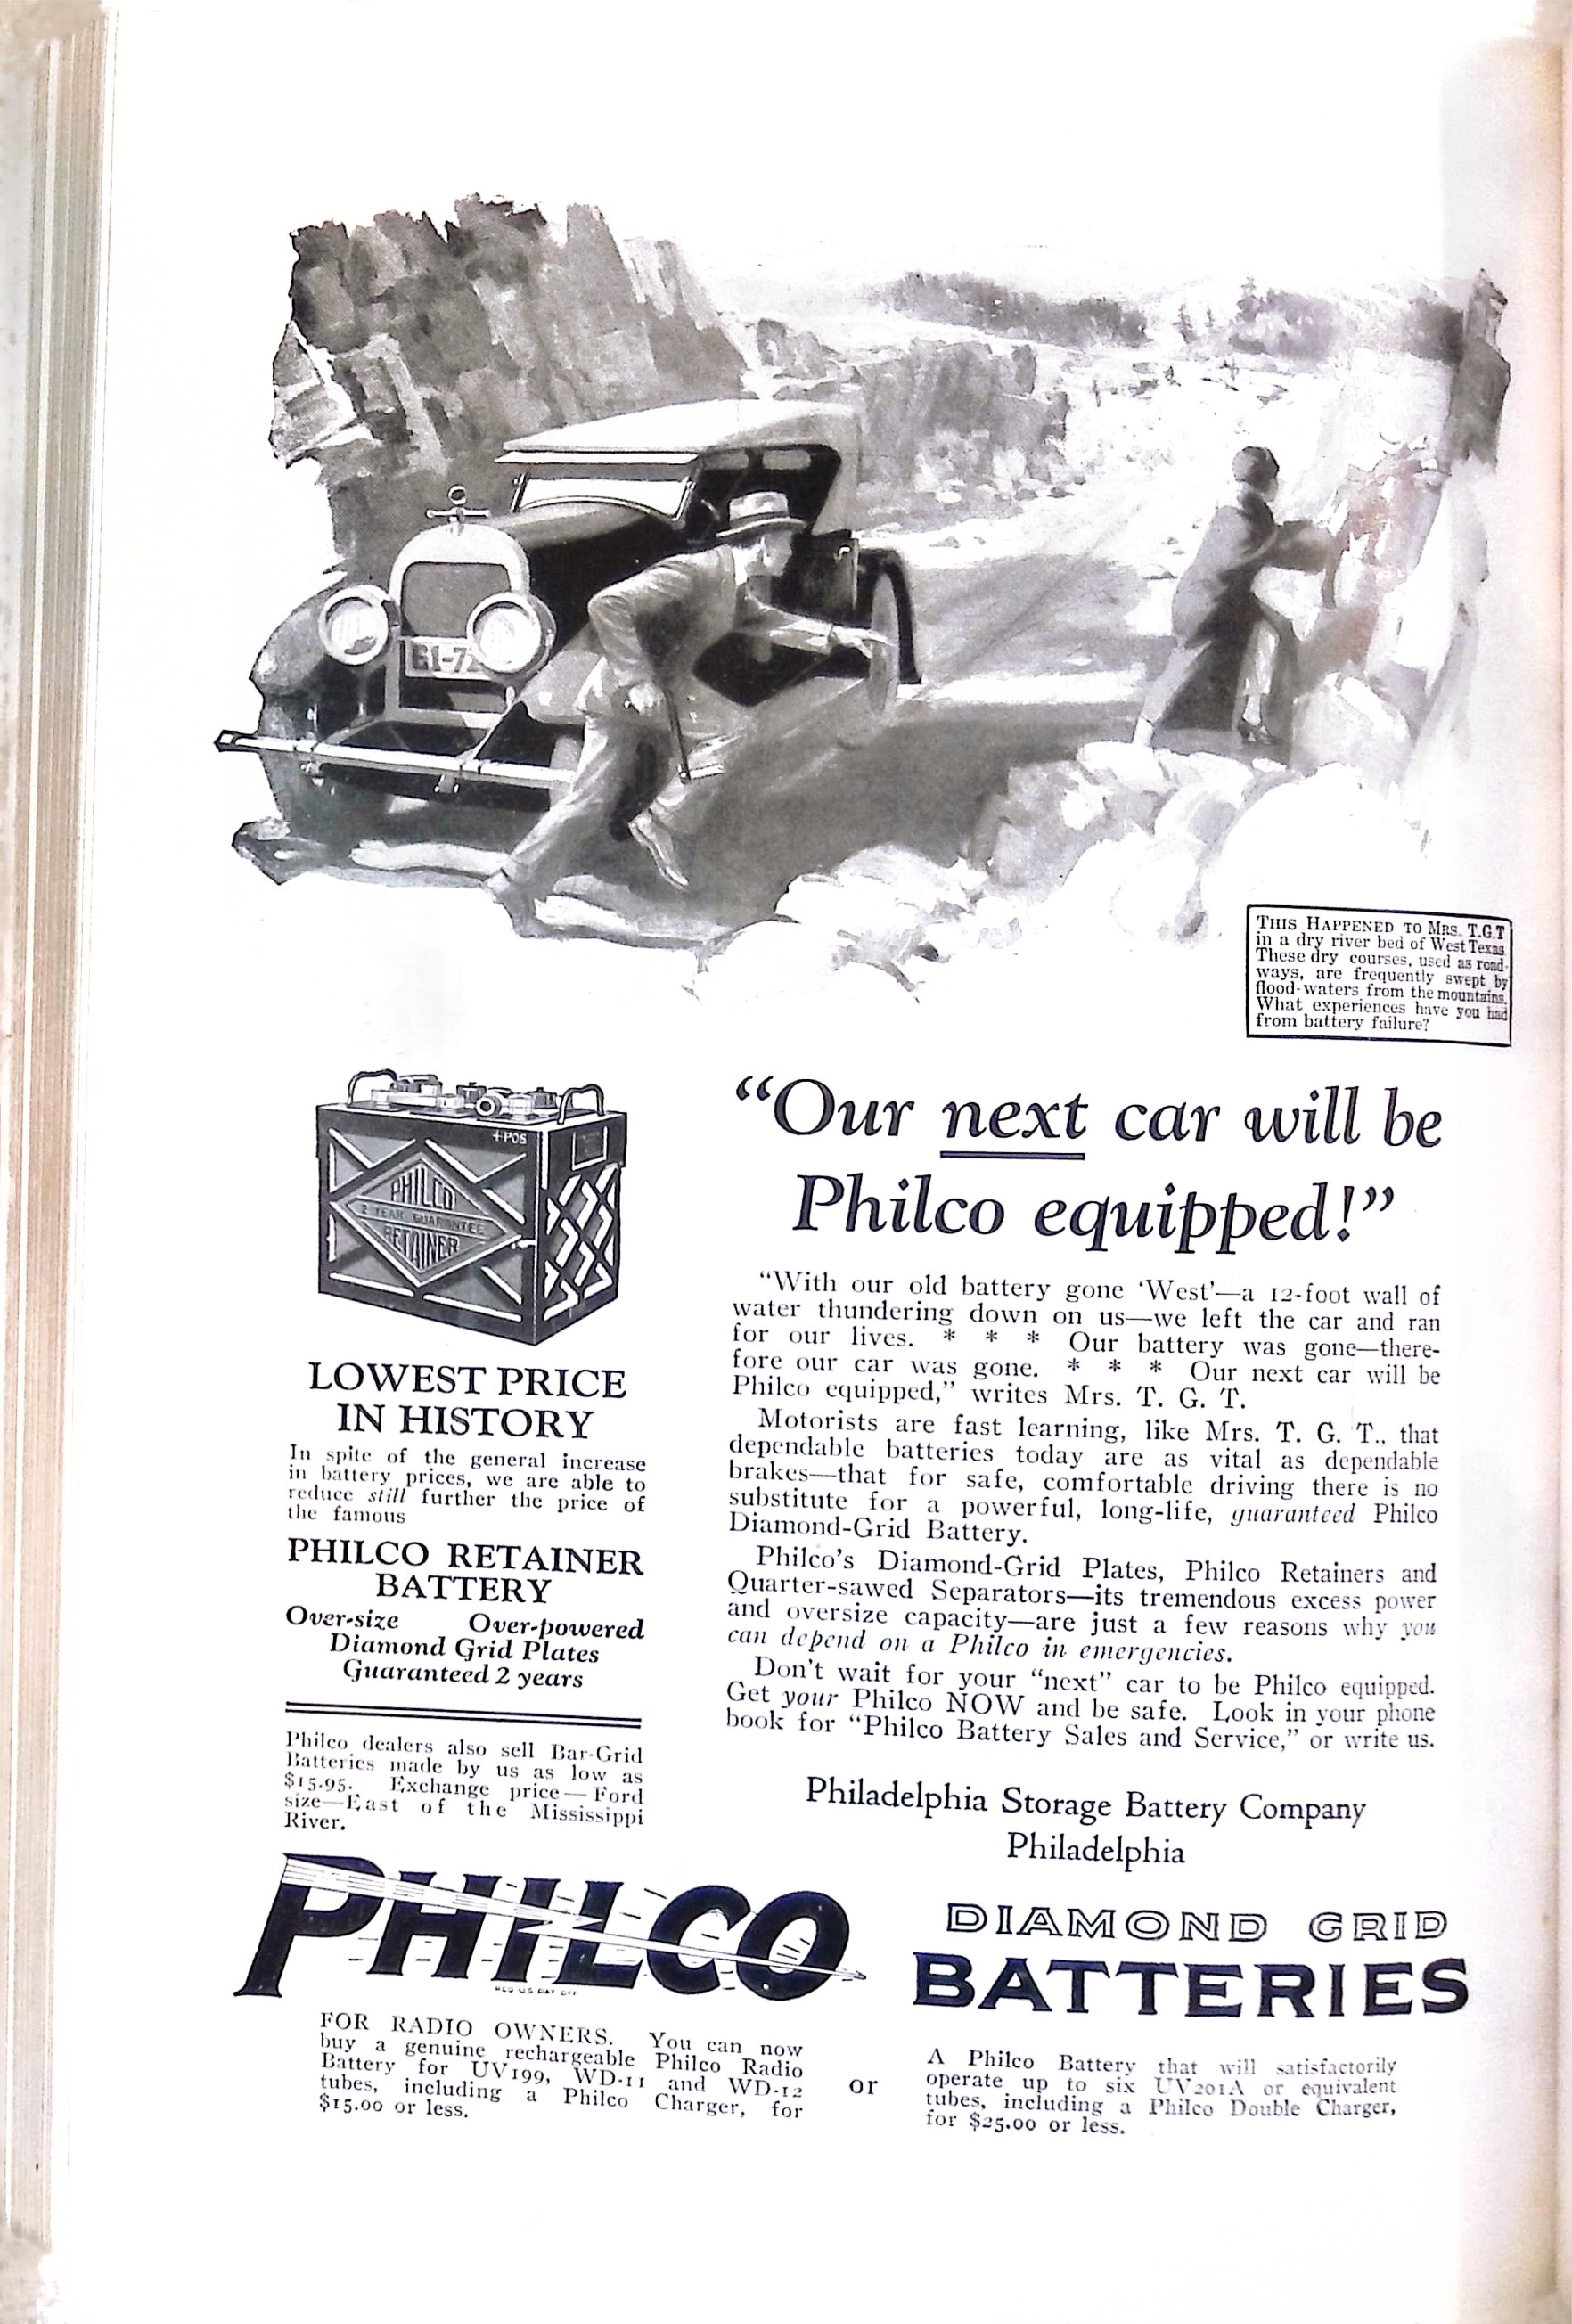 61-72
THIS HAPPENED TO MRS. T.G.T
in a dry river bed of West Texas
These dry courses, used as road-
ways, are frequently swept by
flood-waters from the mountains.
What experiences have you had
from battery failure?
+POS
PHILCO
2 YEAR GUARANTEE
RETAINER
LOWEST PRICE
IN HISTORY
In spite of the general increase
in battery prices, we are able to
reduce still further the price of
the famous
PHILCO RETAINER
BATTERY
Over-size Over-powered
Diamond Grid Plates
Guaranteed 2 years
Philco dealers also sell Bar-Grid
Batteries made by us as low as
$15.95. Exchange price — Ford
size—East of the Mississippi
River.
“Our next car will be
Philco equipped!”
“With our old battery gone ‘West’—a 12-foot wall of
water thundering down on us—we left the car and ran
for our lives. * * * Our battery was gone—there-
fore our car was gone. * * * Our next car will be
Philco equipped,” writes Mrs. T. G. T.
Motorists are fast learning, like Mrs. T. G. T., that
dependable batteries today are as vital as dependable
brakes—that for safe, comfortable driving there is no
substitute for a powerful, long-life, guaranteed Philco
Diamond-Grid Battery.
Philco’s Diamond-Grid Plates, Philco Retainers and
Quarter-sawed Separators—its tremendous excess power
and oversize capacity—are just a few reasons why you
can depend on a Philco in emergencies.
Don’t wait for your “next” car to be Philco equipped.
Get your Philco NOW and be safe. Look in your phone
book for “Philco Battery Sales and Service,” or write us.
Philadelphia Storage Battery Company
Philadelphia
PHILCO
REG US PAT OFF
DIAMOND GRID
BATTERIES
FOR RADIO OWNERS. You can now
buy a genuine rechargeable Philco Radio
Battery for UV199, WD-11 and WD-12
tubes, including a Philco Charger, for
$15.00 or less.
or
A Philco Battery that will satisfactorily
operate up to six UV201A or equivalent
tubes, including a Philco Double Charger,
for $25.00 or less.